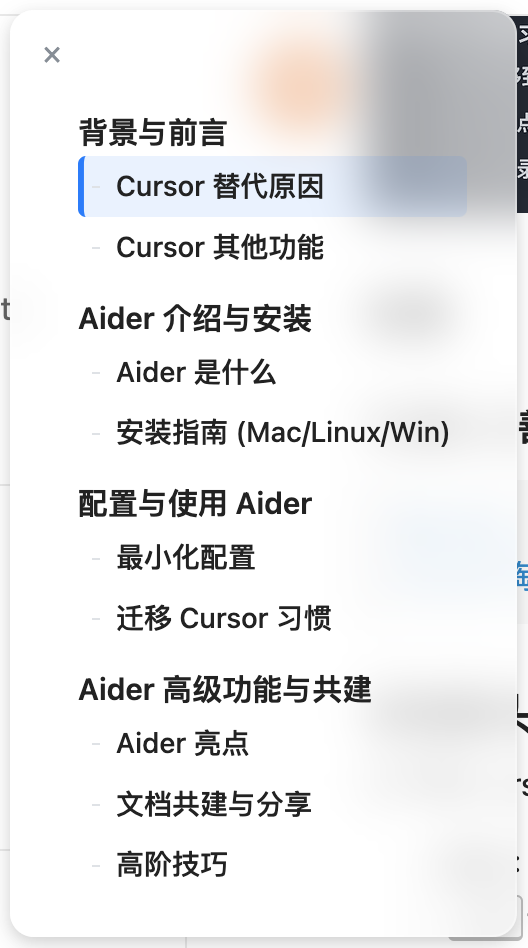 ×
背景与前言
- Cursor 替代原因
- Cursor 其他功能
Aider 介绍与安装
- Aider 是什么
- 安装指南 (Mac/Linux/Win)
配置与使用 Aider
- 最小化配置
- 迁移 Cursor 习惯
Aider 高级功能与共建
- Aider 亮点
- 文档共建与分享
- 高阶技巧